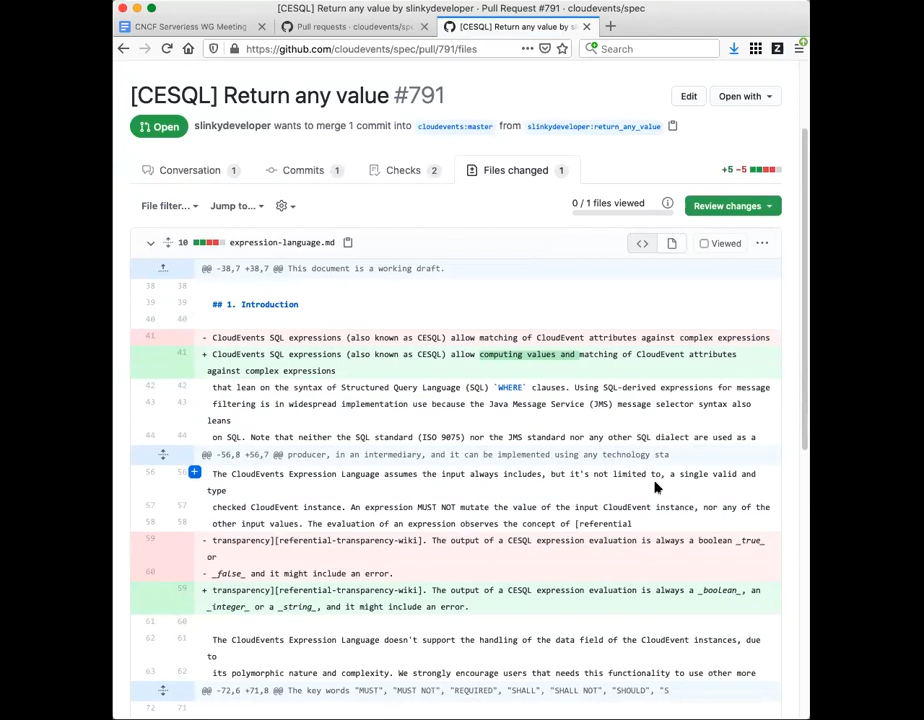 [CESQL] Return any value by slinkydeveloper · Pull Request #791 · cloudevents/spec
CNCF Serverless WG Meeting
Pull requests · cloudevents/spec
[CESQL] Return any value by s
https://github.com/cloudevents/spec/pull/791/files
Search
[CESQL] Return any value #791
Edit
Open with
Open
slinkydeveloper wants to merge 1 commit into cloudevents:master from slinkydeveloper:return_any_value
Conversation 1
Commits 1
Checks 2
Files changed 1
+5 −5
File filter...
Jump to...
0 / 1 files viewed
Review changes
10 expression-language.md
Viewed
@@ -38,7 +38,7 @@ This document is a working draft.
38 38
39 39 ## 1. Introduction
40 40
41 - CloudEvents SQL expressions (also known as CESQL) allow matching of CloudEvent attributes against complex expressions
41 + CloudEvents SQL expressions (also known as CESQL) allow computing values and matching of CloudEvent attributes
against complex expressions
42 42 that lean on the syntax of Structured Query Language (SQL) `WHERE` clauses. Using SQL-derived expressions for message
43 43 filtering is in widespread implementation use because the Java Message Service (JMS) message selector syntax also
leans
44 44 on SQL. Note that neither the SQL standard (ISO 9075) nor the JMS standard nor any other SQL dialect are used as a
@@ -56,8 +56,7 @@ producer, in an intermediary, and it can be implemented using any technology sta
56 56 The CloudEvents Expression Language assumes the input always includes, but it's not limited to, a single valid and
type
57 57 checked CloudEvent instance. An expression MUST NOT mutate the value of the input CloudEvent instance, nor any of the
58 58 other input values. The evaluation of an expression observes the concept of [referential
59 - transparency][referential-transparency-wiki]. The output of a CESQL expression evaluation is always a boolean _true_
or
60 - _false_ and it might include an error.
59 + transparency][referential-transparency-wiki]. The output of a CESQL expression evaluation is always a _boolean_, an
_integer_ or a _string_, and it might include an error.
61 60
62 61 The CloudEvents Expression Language doesn't support the handling of the data field of the CloudEvent instances, due
to
63 62 its polymorphic nature and complexity. We strongly encourage users that needs this functionality to use other more
@@ -72,6 +71,8 @@ The key words "MUST", "MUST NOT", "REQUIRED", "SHALL", "SHALL NOT", "SHOULD", "S
72 73